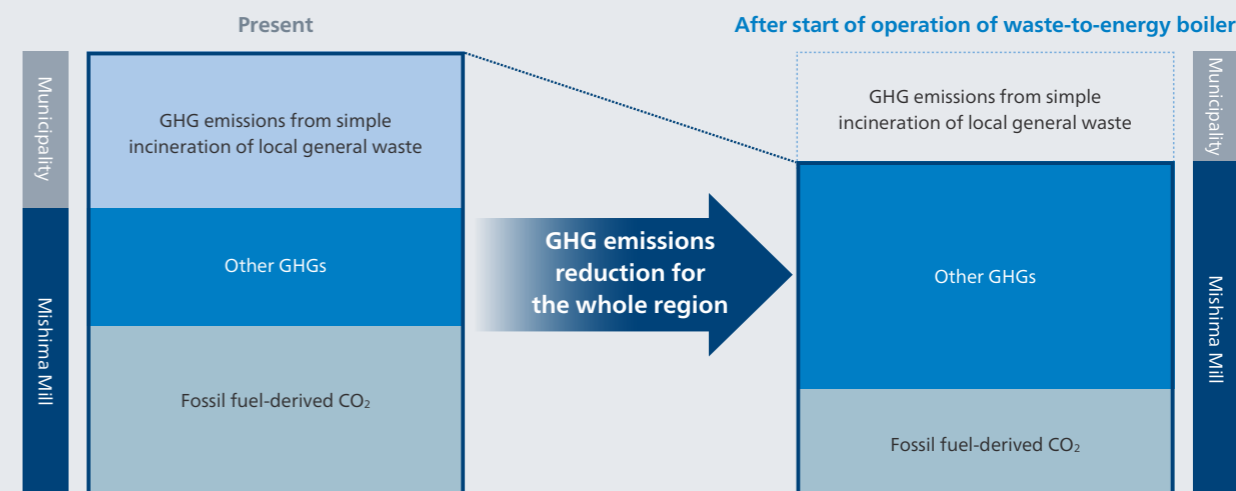 Present
After start of operation of waste-to-energy boiler
Municipality
GHG emissions from simple
incineration of local general waste
Other GHGs
Mishima Mill
Fossil fuel-derived CO₂
GHG emissions
reduction for
the whole region
GHG emissions from simple
incineration of local general waste
Municipality
Other GHGs
Mishima Mill
Fossil fuel-derived CO₂